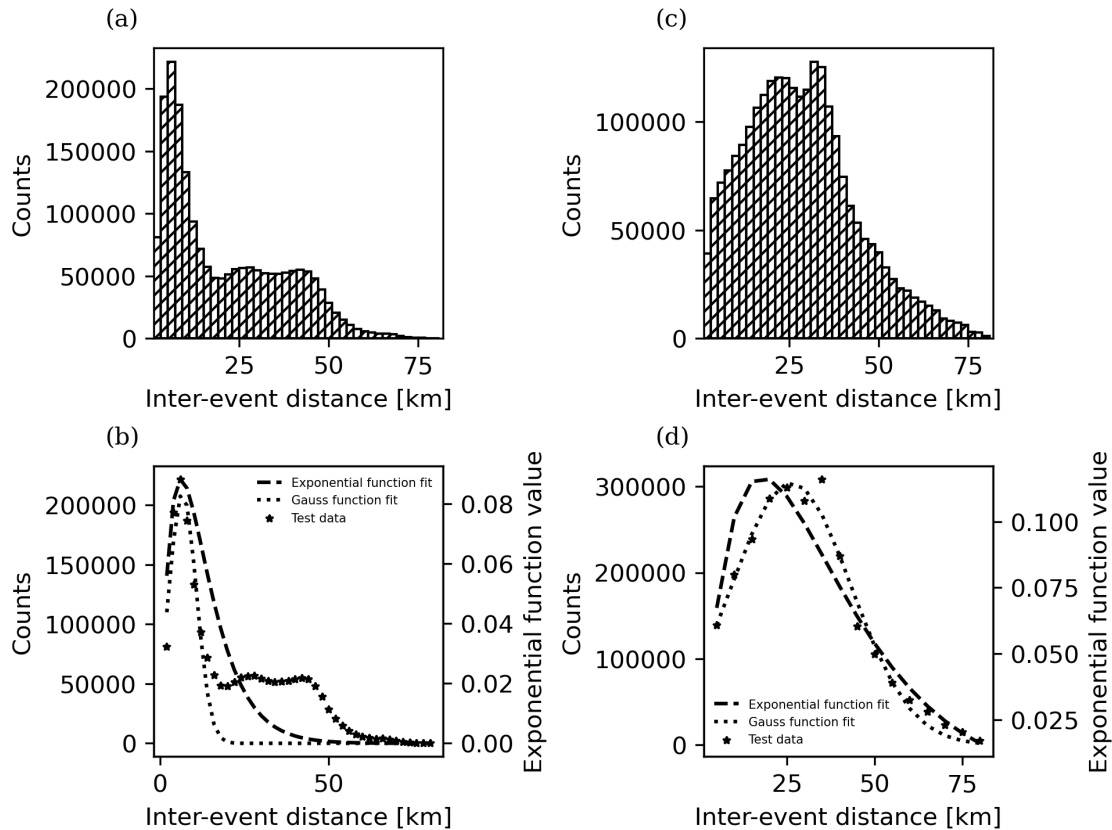 (a)
200000
150000
100000
50000
0
Counts
25
50
75
Inter-event distance [km]
(c)
100000
50000
0
Counts
25
50
75
Inter-event distance [km]
(b)
200000
150000
100000
50000
0
Counts
Exponential function fit
Gauss function fit
Test data
0.08
0.06
0.04
0.02
0.00
Exponential function value
0
50
Inter-event distance [km]
(d)
300000
200000
100000
0
Counts
Exponential function fit
Gauss function fit
Test data
0.100
0.075
0.050
0.025
Exponential function value
25
50
75
Inter-event distance [km]